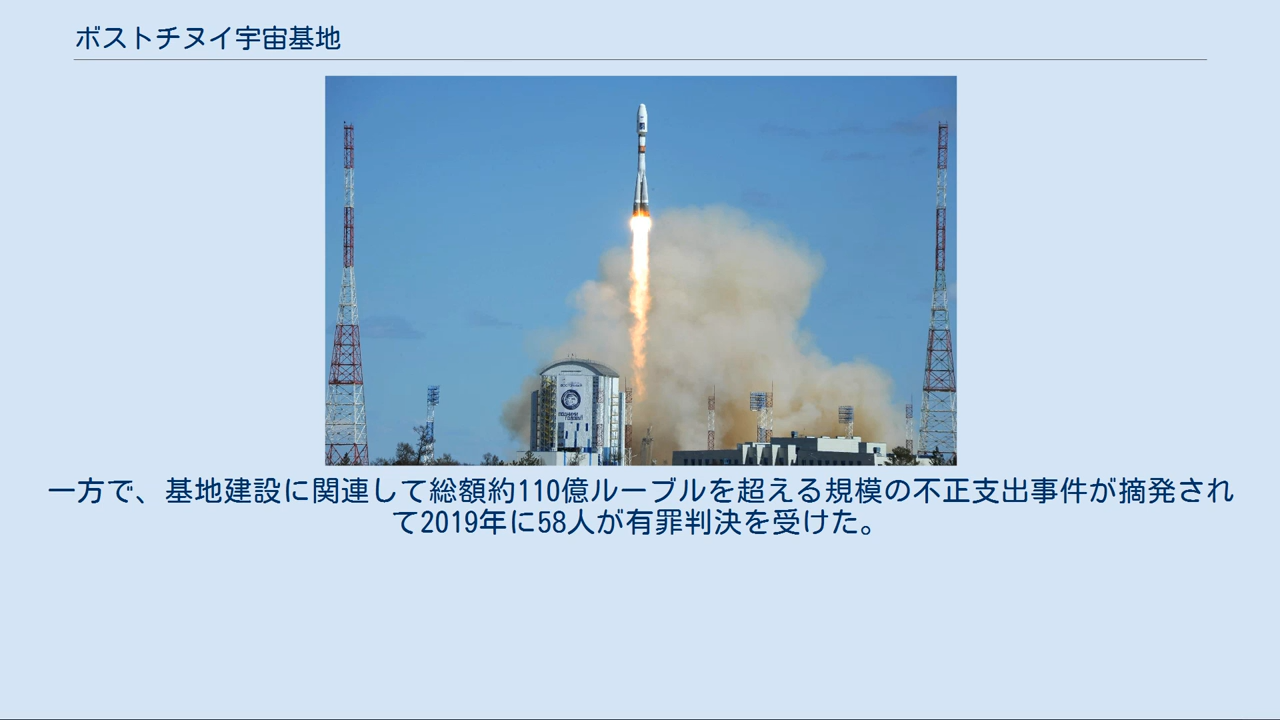 ボストチヌイ宇宙基地
一方で、基地建設に関連して総額約110億ルーブルを超える規模の不正支出事件が摘発され
て2019年に58人が有罪判決を受けた。